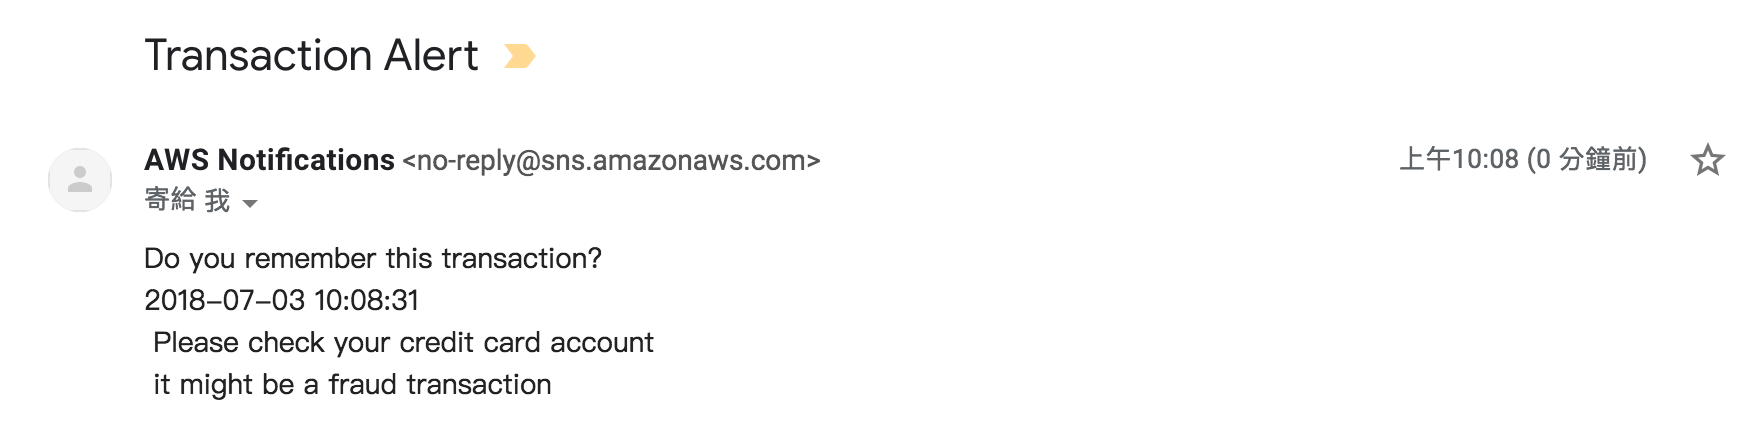 Transaction Alert
AWS Notifications <no-reply@sns.amazonaws.com>
上午10:08 (0 分鐘前)
寄給 我
Do you remember this transaction?
2018-07-03 10:08:31
Please check your credit card account
it might be a fraud transaction